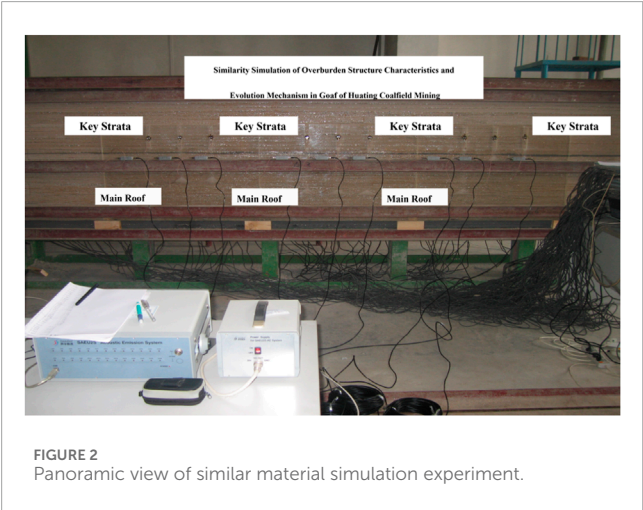 Similarity Simulation of Overburden Structure Characteristics and
Evolution Mechanism in Goaf of Huating Coalfield Mining
Key Strata
Key Strata
Key Strata
Key Strata
Main Roof
Main Roof
Main Roof
Emission System
FIGURE 2
Panoramic view of similar material simulation experiment.